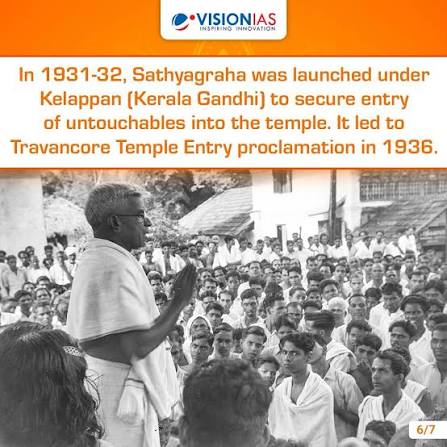 VISIONIAS
INSPIRING INNOVATION
In 1931-32, Sathyagraha was launched under
Kelappan (Kerala Gandhi) to secure entry
of untouchables into the temple. It led to
Travancore Temple Entry proclamation in 1936.
6/7